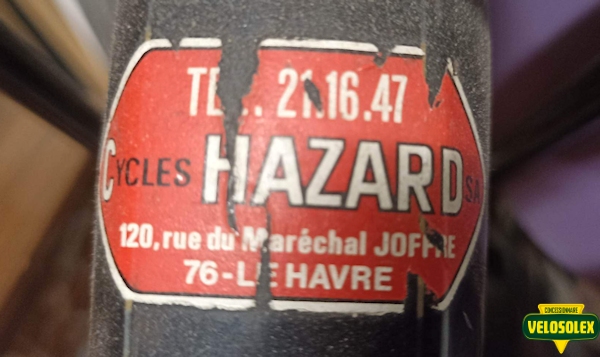 TEL. 21.16.47
CYCLES HAZARD SA
120, rue du Maréchal JOFFRE
76-LE HAVRE
CONCESSIONNAIRE
VELOSOLEX